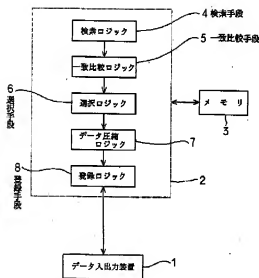 検索ロジック
4 検索手段
一致比較ロジック
5 一致比較手段
6
選択手段
選択ロジック
メモリ
3
データ圧縮
ロジック
7
8
登録手段
登録ロジック
2
データ入出力装置
1